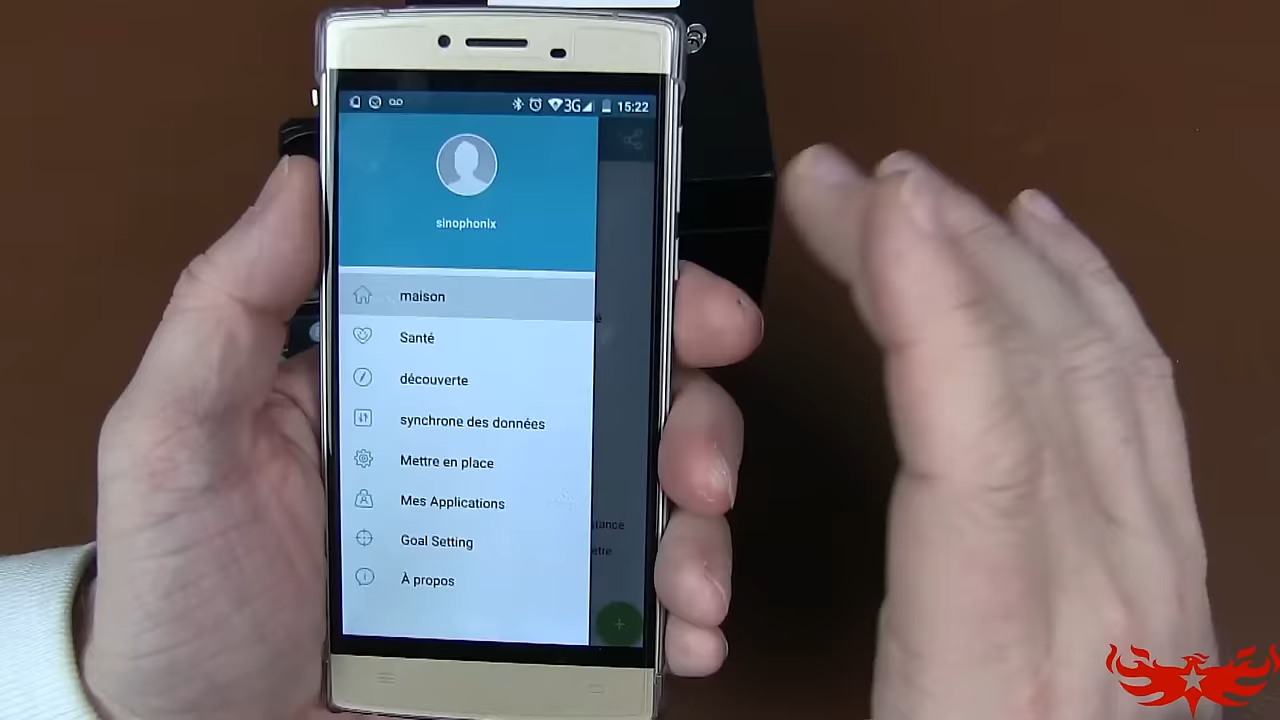 3G 15:22
sinophonix
maison
Santé
découverte
synchrone des données
Mettre en place
Mes Applications
Goal Setting
À propos